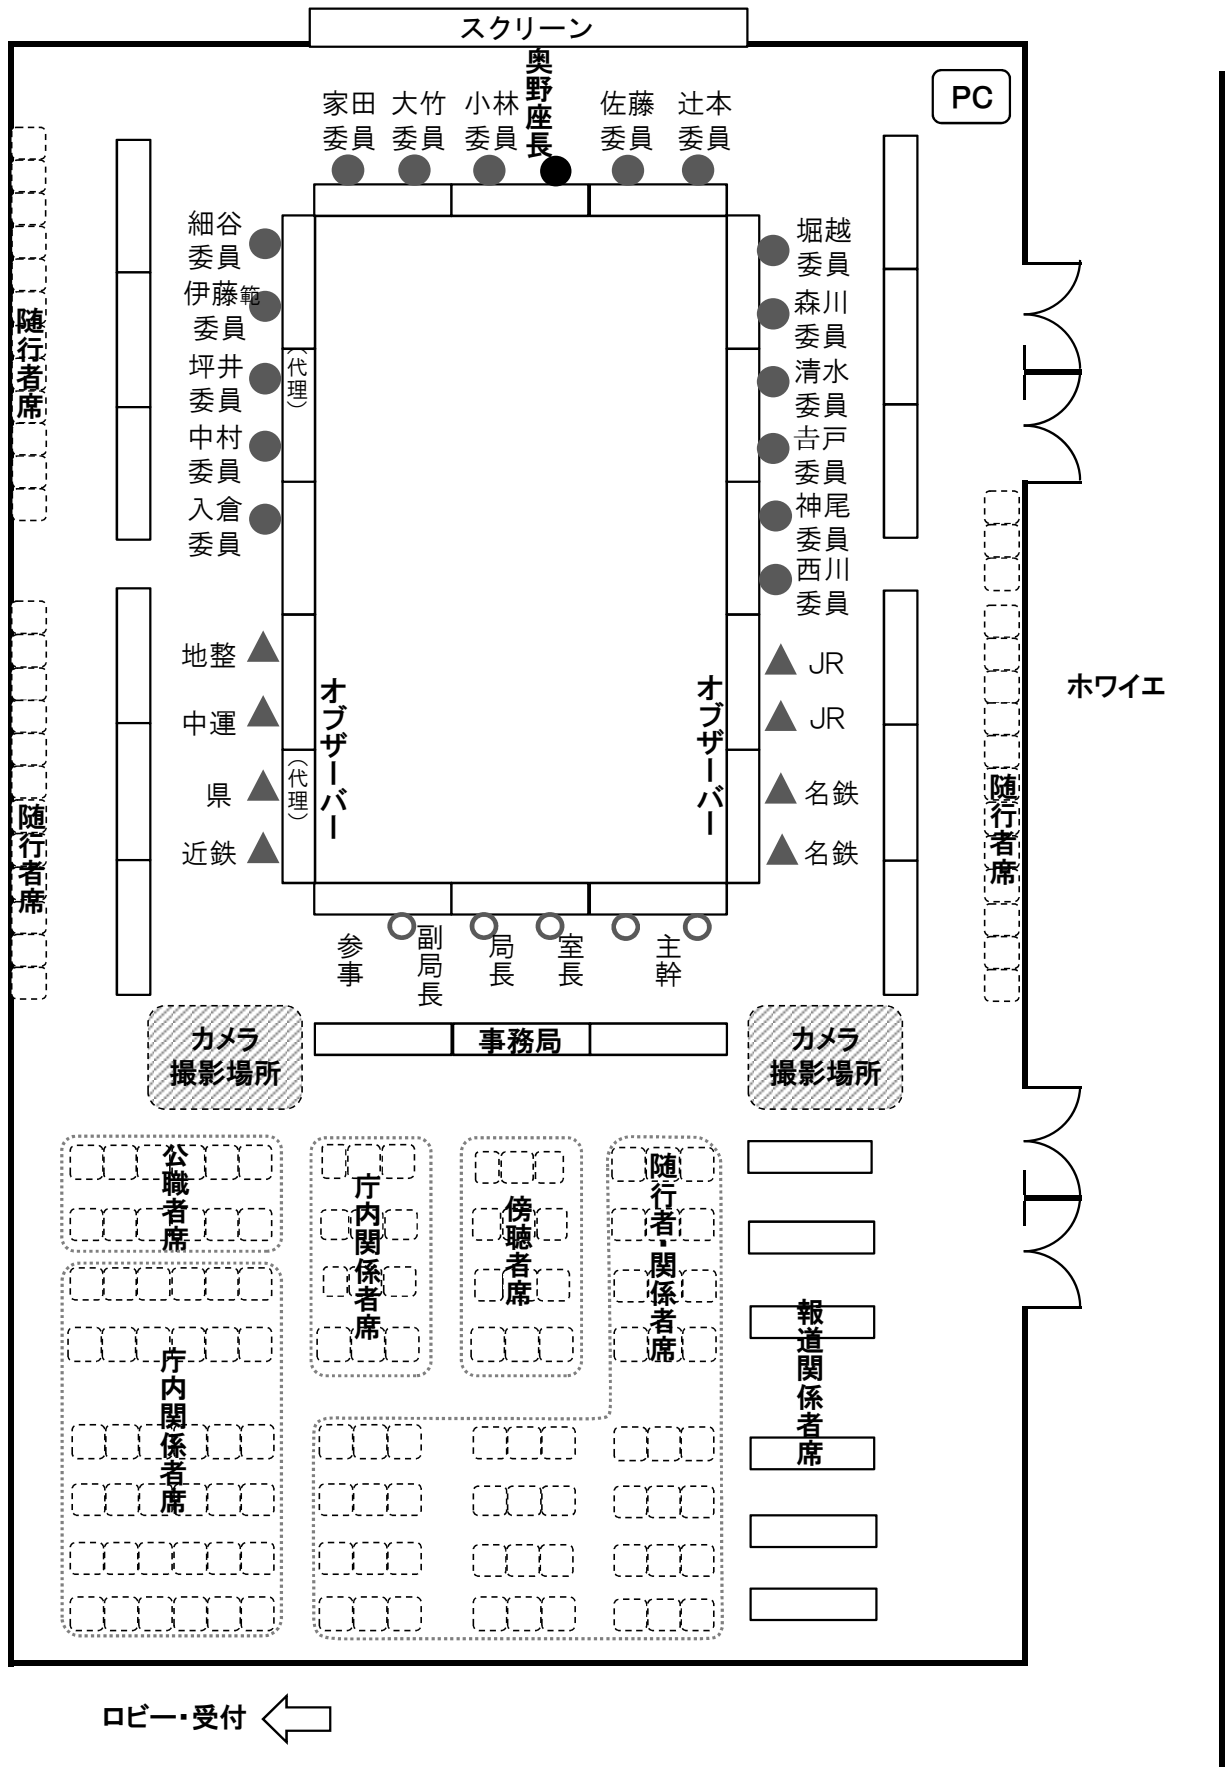 スクリーン
奥野座長
PC
家田
委員
大竹
委員
小林
委員
佐藤
委員
辻本
委員
細谷
委員
伊藤範
委員
坪井
委員
(代理)
中村
委員
入倉
委員
堀越
委員
森川
委員
清水
委員
𠮷戸
委員
神尾
委員
西川
委員
随行者席
地整
中運
県
(代理)
近鉄
オブザーバー
オブザーバー
JR
JR
名鉄
名鉄
随行者席
随行者席
ホワイエ
参事
副局長
局長
室長
主幹
カメラ
撮影場所
事務局
カメラ
撮影場所
公職者席
庁内関係者席
傍聴者席
随行者・関係者席
庁内関係者席
報道関係者席
ロビー・受付